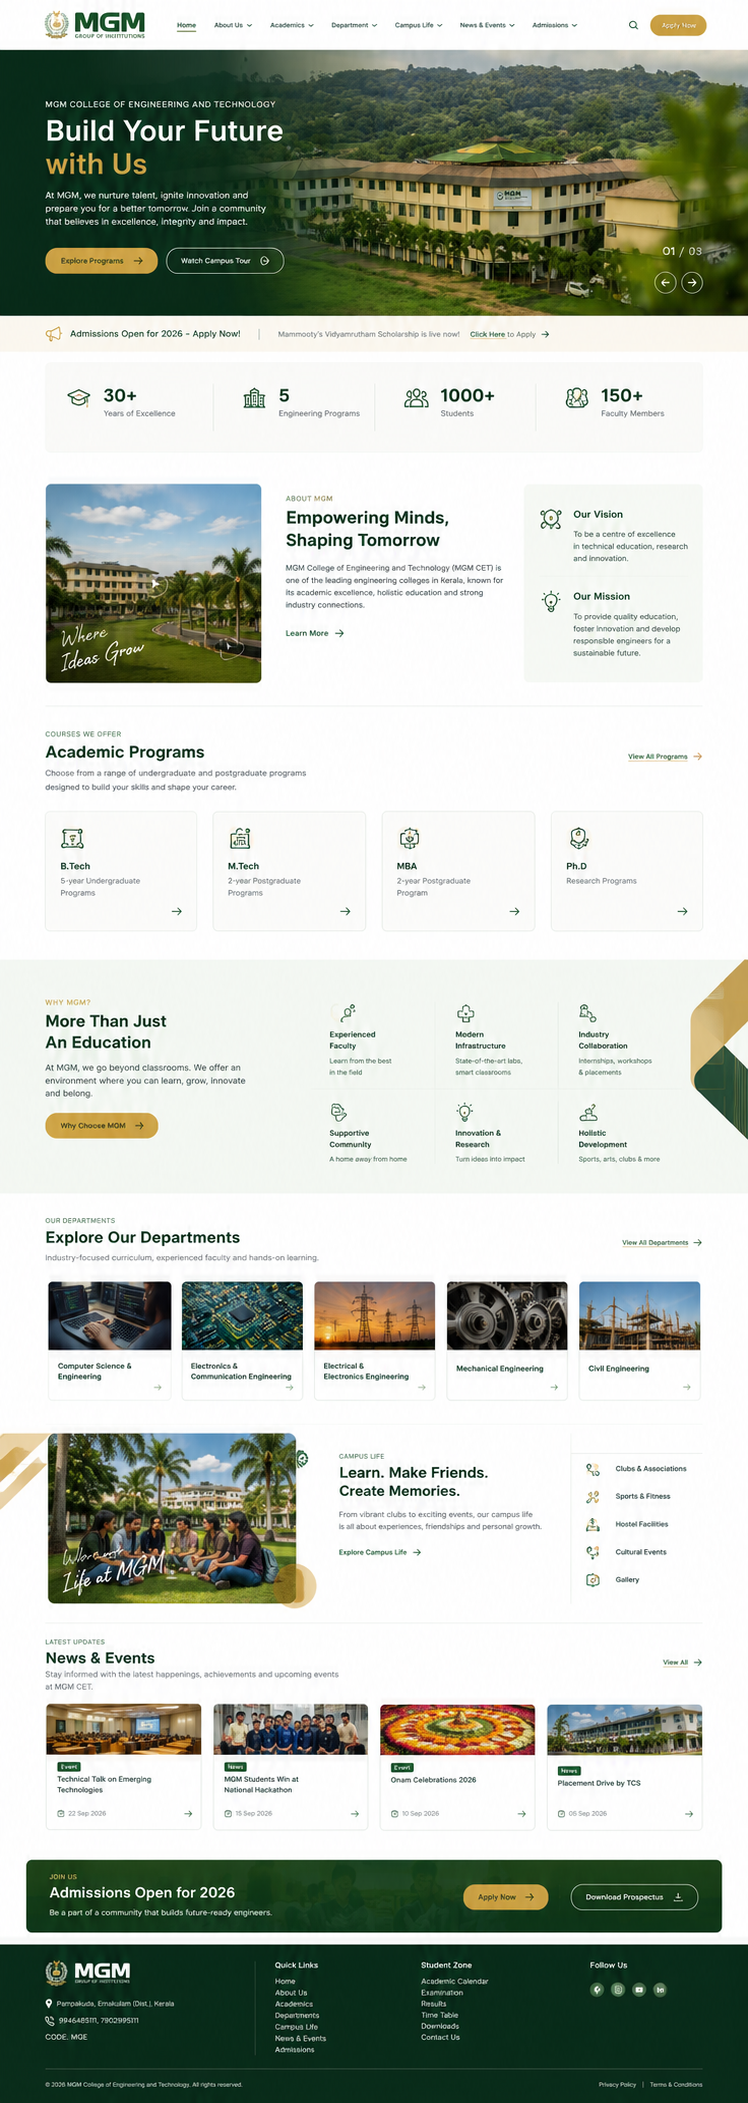 MGM
GROUP OF INSTITUTIONS
Home
About Us
Academics
Department
Campus Life
News & Events
Admissions
Apply Now
MGM COLLEGE OF ENGINEERING AND TECHNOLOGY
Build Your Future
with Us
At MGM, we nurture talent, ignite innovation and
prepare you for a better tomorrow. Join a community
that believes in excellence, integrity and impact.
Explore Programs
Watch Campus Tour
MGM
01 / 03
Admissions Open for 2026 - Apply Now!
Mammooty's Vidyamrutham Scholarship is live now!
Click Here to Apply
30+
Years of Excellence
5
Engineering Programs
1000+
Students
150+
Faculty Members
Where
Ideas Grow
ABOUT MGM
Empowering Minds,
Shaping Tomorrow
MGM College of Engineering and Technology (MGM CET) is
one of the leading engineering colleges in Kerala, known for
its academic excellence, holistic education and strong
industry connections.
Learn More
Our Vision
To be a centre of excellence
in technical education, research
and innovation.
Our Mission
To provide quality education,
foster innovation and develop
responsible engineers for a
sustainable future.
COURSES WE OFFER
Academic Programs
Choose from a range of undergraduate and postgraduate programs
designed to build your skills and shape your career.
View All Programs
B.Tech
5-year Undergraduate
Programs
M.Tech
2-year Postgraduate
Programs
MBA
2-year Postgraduate
Program
Ph.D
Research Programs
WHY MGM?
More Than Just
An Education
At MGM, we go beyond classrooms. We offer an
environment where you can learn, grow, innovate
and belong.
Why Choose MGM
Experienced
Faculty
Learn from the best
in the field
Modern
Infrastructure
State-of-the-art labs,
smart classrooms
Industry
Collaboration
Internships, workshops
& placements
Supportive
Community
A home away from home
Innovation &
Research
Turn ideas into impact
Holistic
Development
Sports, arts, clubs & more
OUR DEPARTMENTS
Explore Our Departments
Industry-focused curriculum, experienced faculty and hands-on learning.
View All Departments
Computer Science &
Engineering
Electronics &
Communication Engineering
Electrical &
Electronics Engineering
Mechanical Engineering
Civil Engineering
Life at MGM
CAMPUS LIFE
Learn. Make Friends.
Create Memories.
From vibrant clubs to exciting events, our campus life
is all about experiences, friendships and personal growth.
Explore Campus Life
Clubs & Associations
Sports & Fitness
Hostel Facilities
Cultural Events
Gallery
LATEST UPDATES
News & Events
Stay informed with the latest happenings, achievements and upcoming events
at MGM CET.
View All
Event
Technical Talk on Emerging
Technologies
22 Sep 2026
News
MGM Students Win at
National Hackathon
15 Sep 2026
Event
Onam Celebrations 2026
10 Sep 2026
News
Placement Drive by TCS
05 Sep 2026
JOIN US
Admissions Open for 2026
Be a part of a community that builds future-ready engineers.
Apply Now
Download Prospectus
MGM
GROUP OF INSTITUTIONS
Pampakuda, Ernakulam (Dist.), Kerala
9946485111, 7902995111
CODE. MGE
Quick Links
Home
About Us
Academics
Departments
Campus Life
News & Events
Admissions
Student Zone
Academic Calendar
Examination
Results
Time Table
Downloads
Contact Us
Follow Us
© 2026 MGM College of Engineering and Technology. All rights reserved.
Privacy Policy | Terms & Conditions